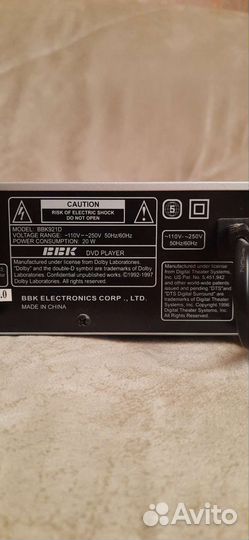 CAUTION
RISK OF ELECTRIC SHOCK
DO NOT OPEN
MODEL: BBK921D
VOLTAGE RANGE: ~110V- ~250V 50Hz/60Hz
POWER CONSUMPTION: 20 W
BBK DVD PLAYER
Manufactured under license from Dolby Laboratories.
"Dolby" and the double-D symbol are trademarks of Dolby
Laboratories. Confidential unpublished works.©1992-1997
Dolby Laboratories, Inc. All Rights Reserved.
.0
BBK ELECTRONICS CORP ., LTD.
MADE IN CHINA
5
~110V- ~250V
50Hz/60Hz
Manufactured under license
from Digital Theater Systems,
Inc. US Pat. No. 5,451,942
and other world-wide patents
issued and pending "DTS"and
"DTS Digital Surround" are
trademarks of Digital Theater
Systems, Inc. Copyright 1996
Digital Theater Systems, Inc.
All Rights Reserved.
Avito